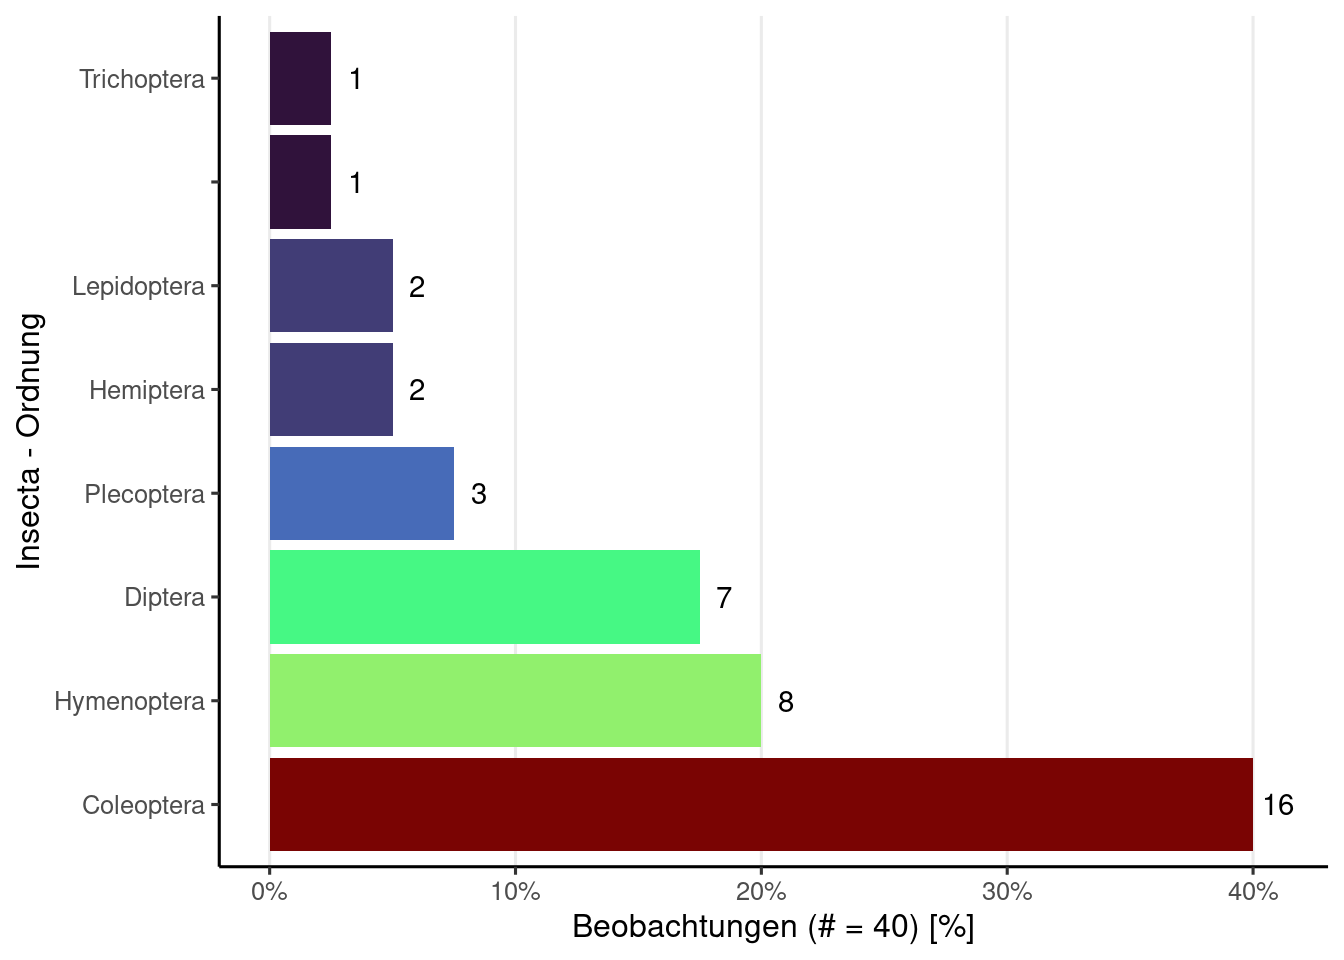 Trichoptera
1
1
Lepidoptera
2
Hemiptera
2
Plecoptera
3
Diptera
7
Hymenoptera
8
Coleoptera
16
0% 10% 20% 30% 40%
Beobachtungen (# = 40) [%]
Insecta - Ordnung